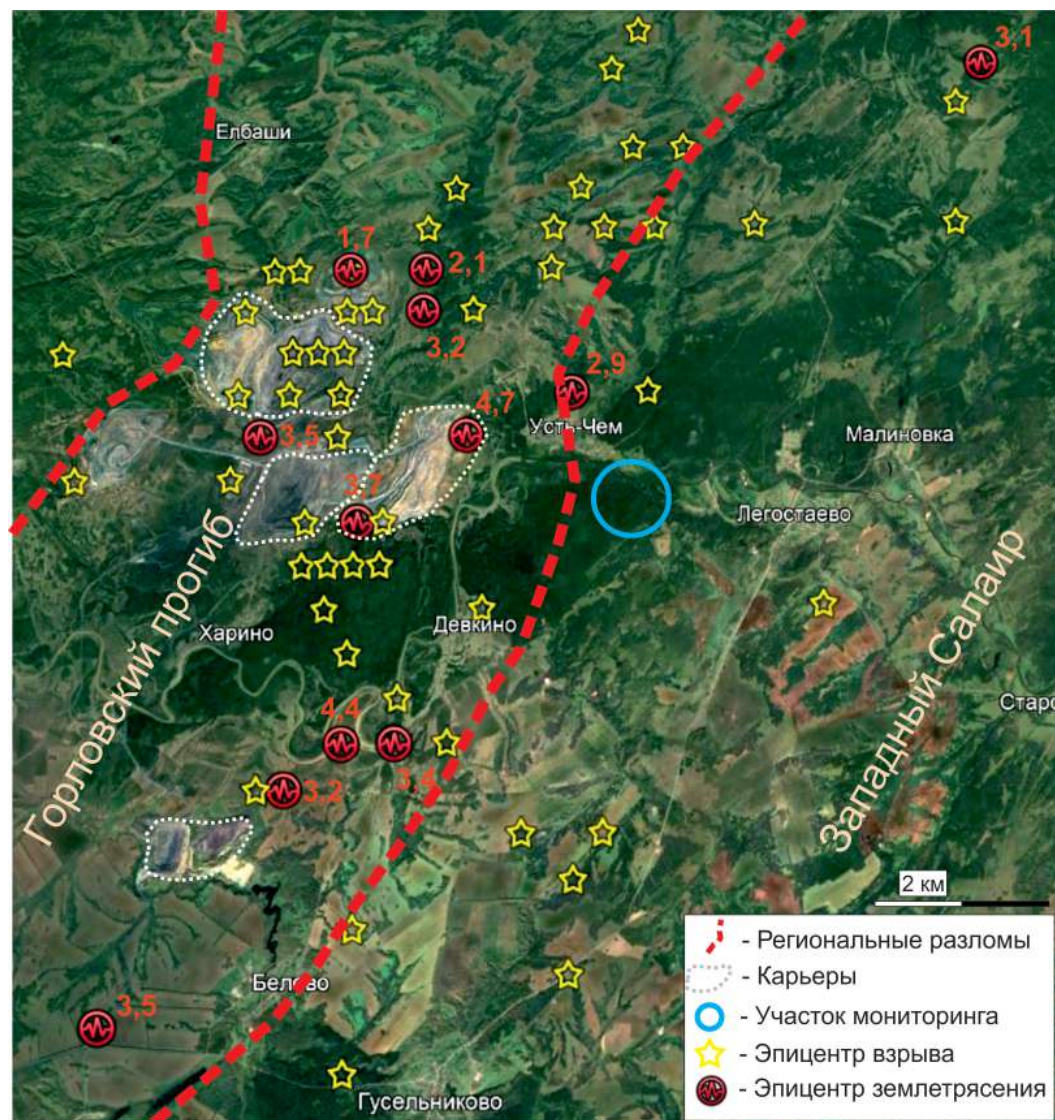 3,1
Елбаши
1,7
2,1
3,2
2,9
4,7
Усть-Чем
3,5
Малиновка
3,7
Легостаево
Горловский прогиб
Западный Салаир
Харино
Девкино
Старо
4,4
3,4
3,2
2 км
Белово
3,5
Гусельниково
- Региональные разломы
- Карьеры
- Участок мониторинга
- Эпицентр взрыва
- Эпицентр землетрясения